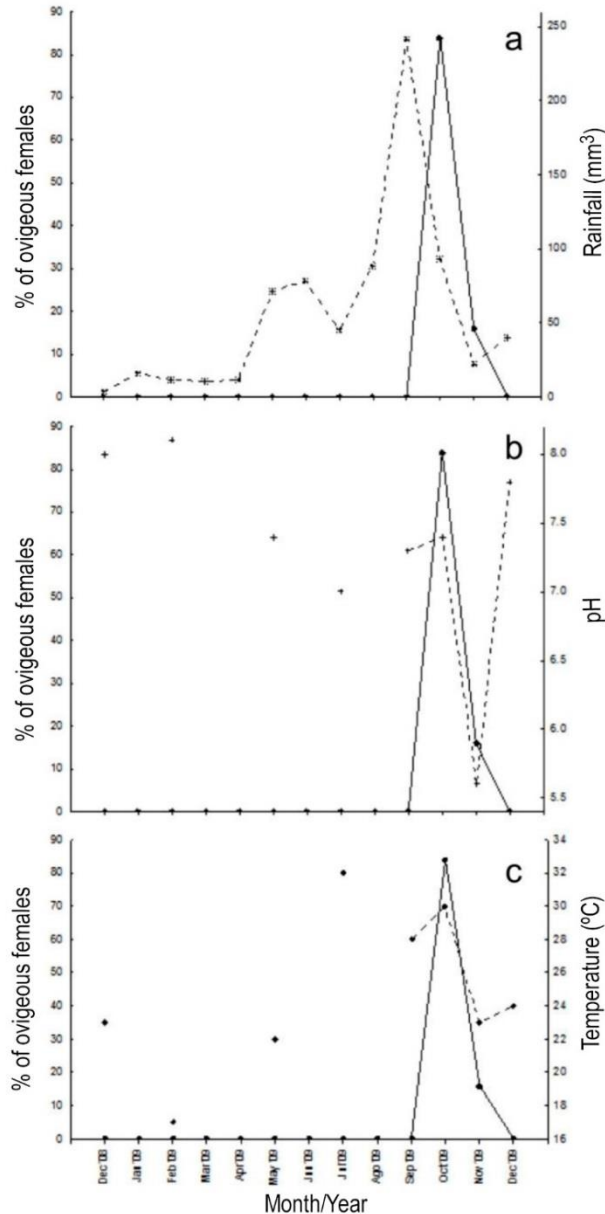 a
% of ovigeous females
90
80
70
60
50
40
30
20
10
0
250
200
150
100
50
0
Rainfall (mm³)
b
% of ovigeous females
90
80
70
60
50
40
30
20
10
0
8.0
7.5
7.0
6.5
6.0
5.5
pH
c
% of ovigeous females
90
80
70
60
50
40
30
20
10
0
34
32
30
28
26
24
22
20
18
16
Temperature (ºC)
Dec'08
Jan'09
Feb'09
Mar'09
Apr'09
May'09
Jun'09
Jul'09
Ago'09
Sep'09
Oct'09
Nov'09
Dec'09
Month/Year